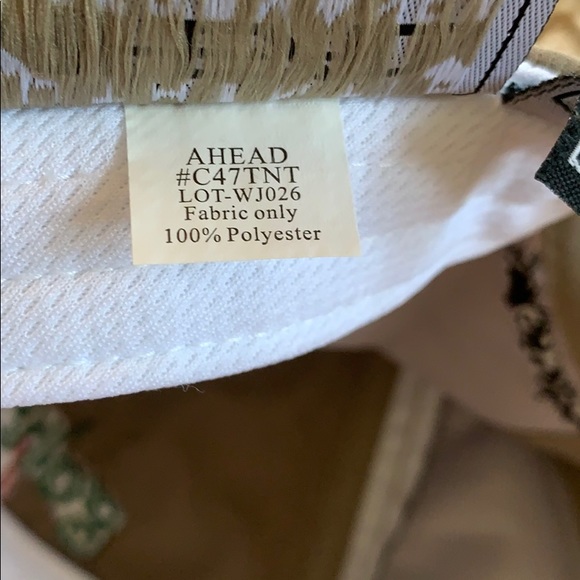 AHEAD
#C47TNT
LOT-WJ026
Fabric only
100% Polyester